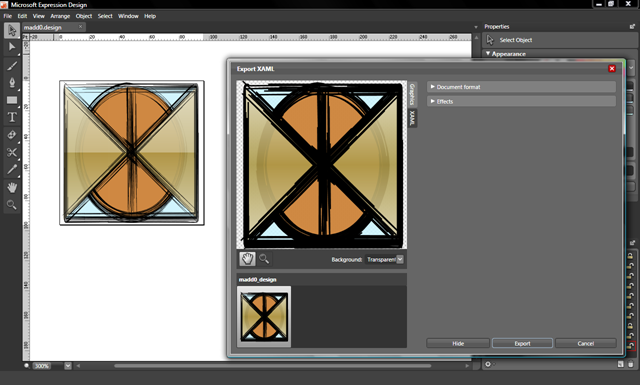 Microsoft Expression Design
File Edit View Arrange Object Select Modify Window Help
madd0.design
Properties
Select Object
Appearance
Export XAML
Graphics
XAML
Document format
Effects
Background: Transparent
madd0_design
Hide Export Cancel
300%